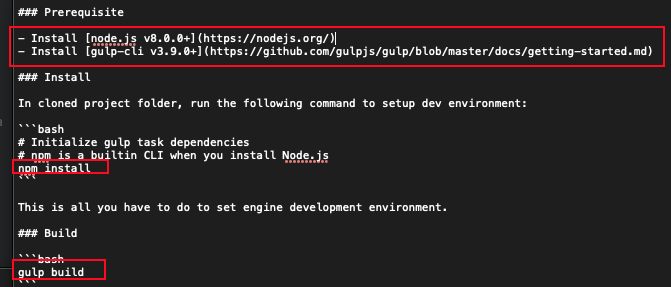 ### Prerequisite
- Install [node.js v8.0.0+](https://nodejs.org/)
- Install [gulp-cli v3.9.0+](https://github.com/gulpjs/gulp/blob/master/docs/getting-started.md)
### Install
In cloned project folder, run the following command to setup dev environment:
```bash
# Initialize gulp task dependencies
# npm is a builtin CLI when you install Node.js
npm install
```
This is all you have to do to set engine development environment.
### Build
```bash
gulp build
```